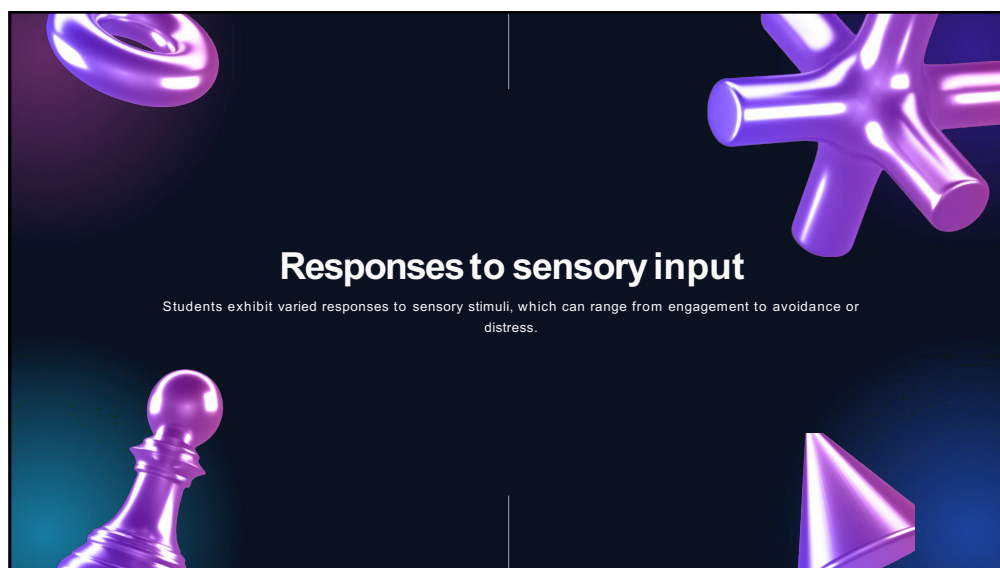 Responses to sensory input
Students exhibit varied responses to sensory stimuli, which can range from engagement to avoidance or
distress.